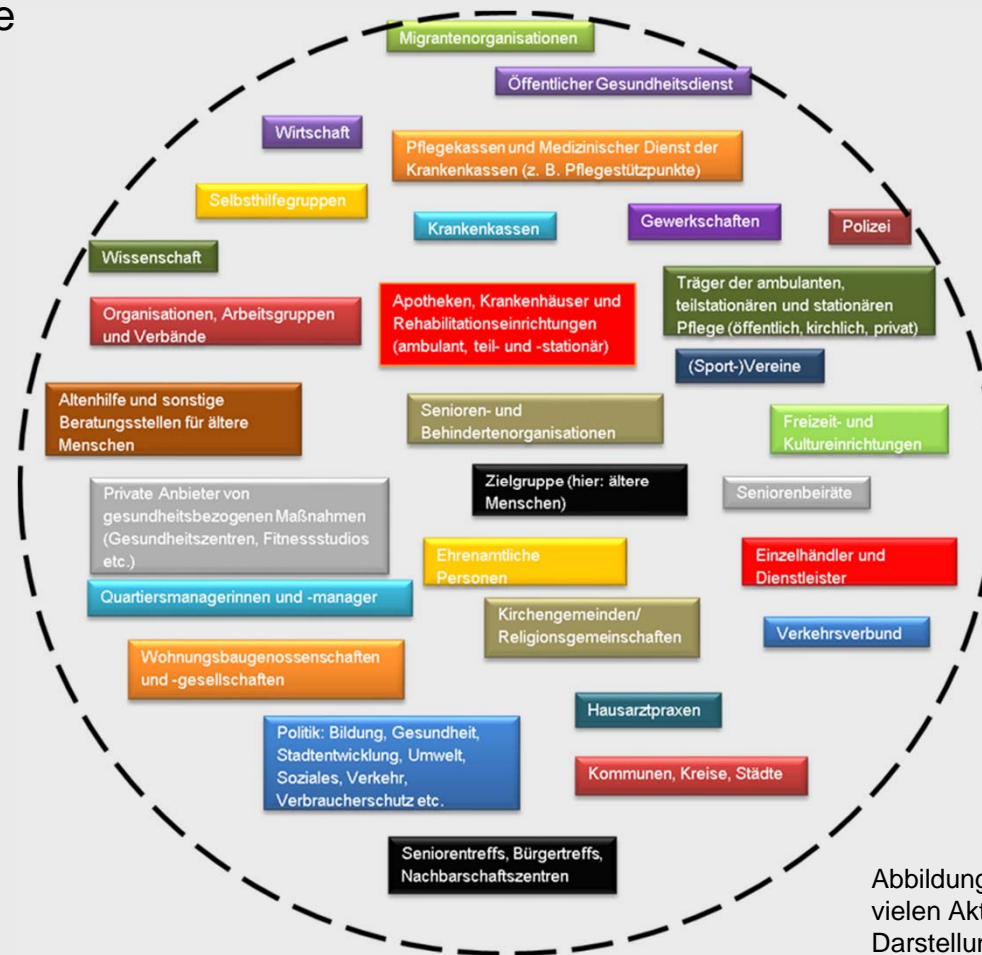 e
Migrantenorganisationen
Öffentlicher Gesundheitsdienst
Wirtschaft
Pflegekassen und Medizinischer Dienst der
Krankenkassen (z. B. Pflegestützpunkte)
Selbsthilfegruppen
Krankenkassen
Gewerkschaften
Polizei
Wissenschaft
Organisationen, Arbeitsgruppen
und Verbände
Apotheken, Krankenhäuser und
Rehabilitationseinrichtungen
(ambulant, teil- und -stationär)
Träger der ambulanten,
teilstationären und stationären
Pflege (öffentlich, kirchlich, privat)
(Sport-)Vereine
Altenhilfe und sonstige
Beratungsstellen für ältere
Menschen
Senioren- und
Behindertenorganisationen
Freizeit- und
Kultureinrichtungen
Private Anbieter von
gesundheitsbezogenen Maßnahmen
(Gesundheitszentren, Fitnessstudios
etc.)
Zielgruppe (hier: ältere
Menschen)
Seniorenbeiräte
Ehrenamtliche
Personen
Einzelhändler und
Dienstleister
Quartiersmanagerinnen und -manager
Kirchengemeinden/
Religionsgemeinschaften
Verkehrsverbund
Wohnungsbaugenossenschaften
und -gesellschaften
Hausarztpraxen
Politik: Bildung, Gesundheit,
Stadtentwicklung, Umwelt,
Soziales, Verkehr,
Verbraucherschutz etc.
Kommunen, Kreise, Städte
Seniorentreffs, Bürgertreffs,
Nachbarschaftszentren
Abbildung
vielen Akt
Darstellun